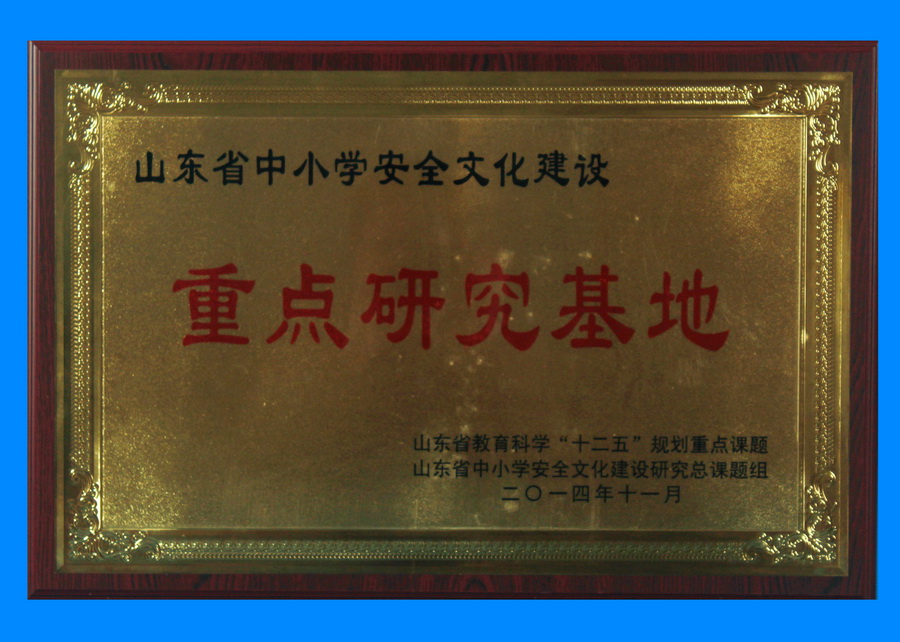 山东省中小学安全文化建设
重点研究基地
山东省教育科学“十二五”规划重点课题
山东省中小学安全文化建设研究总课题组
二〇一四年十一月